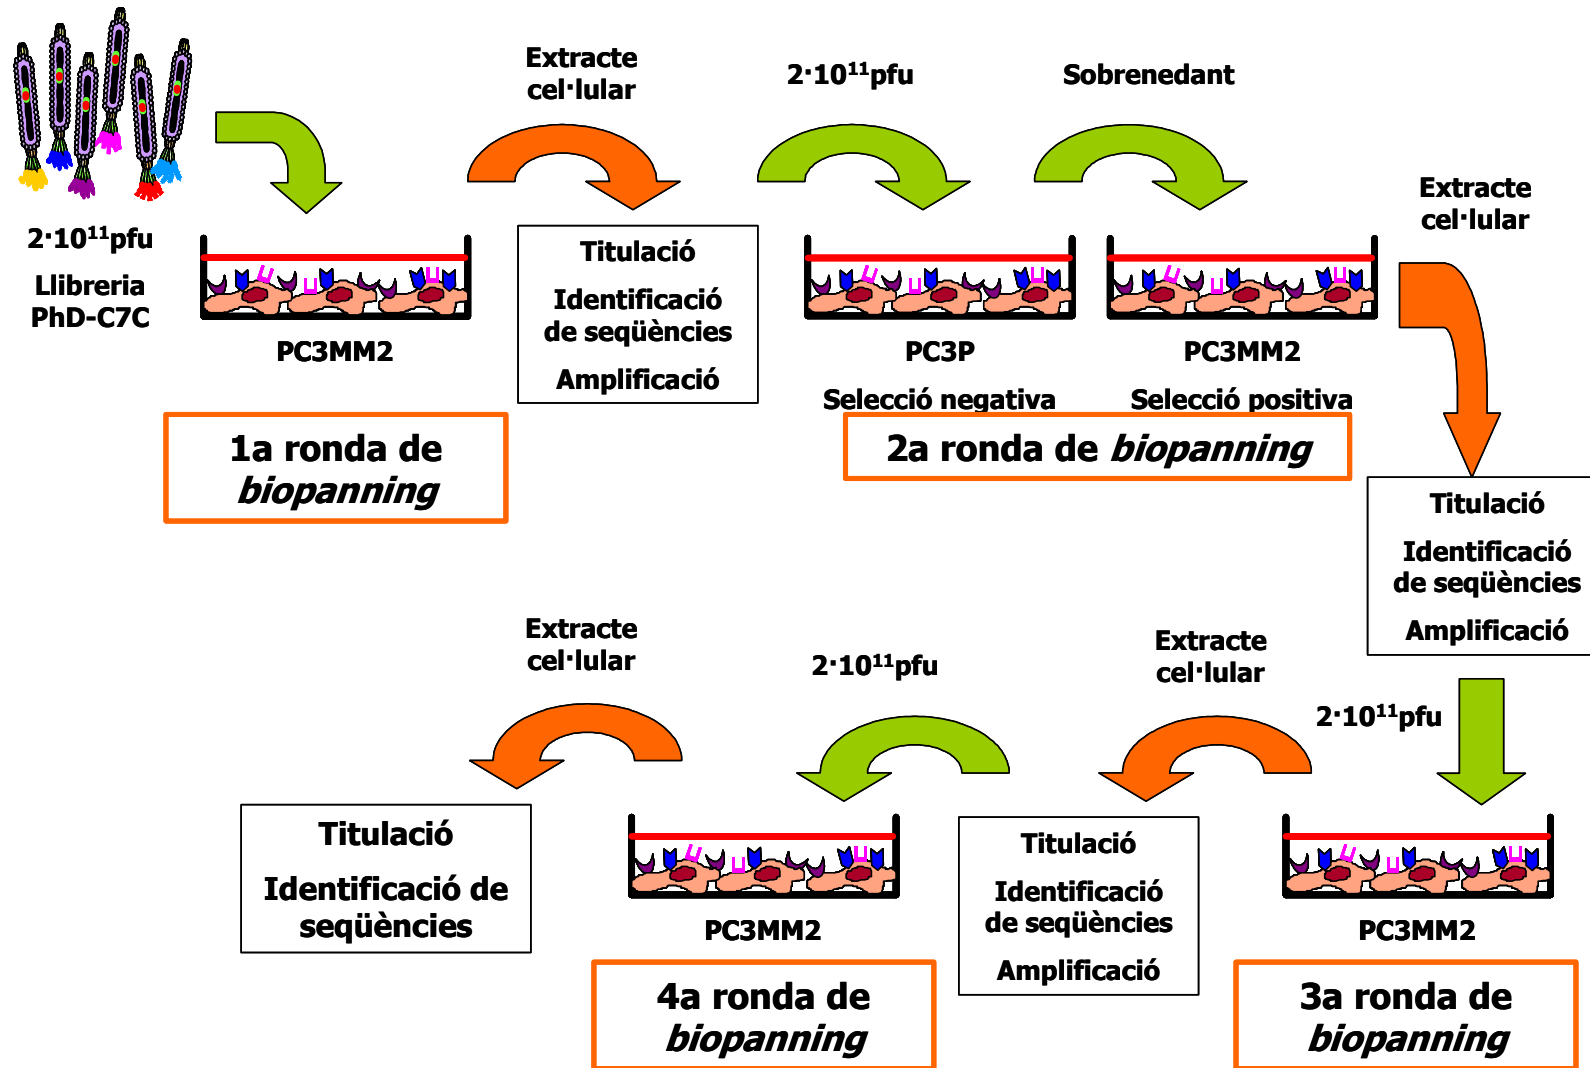 2·10¹¹pfu
Llibreria
PhD-C7C
PC3MM2
1a ronda de
biopanning
Extracte
cel·lular
Titulació
Identificació
de seqüències
Amplificació
2·10¹¹pfu
PC3P
Selecció negativa
Sobrenedant
PC3MM2
Selecció positiva
2a ronda de biopanning
Extracte
cel·lular
Titulació
Identificació
de seqüències
Amplificació
2·10¹¹pfu
PC3MM2
3a ronda de
biopanning
Extracte
cel·lular
Titulació
Identificació
de seqüències
Amplificació
2·10¹¹pfu
PC3MM2
4a ronda de
biopanning
Extracte
cel·lular
Titulació
Identificació de
seqüències